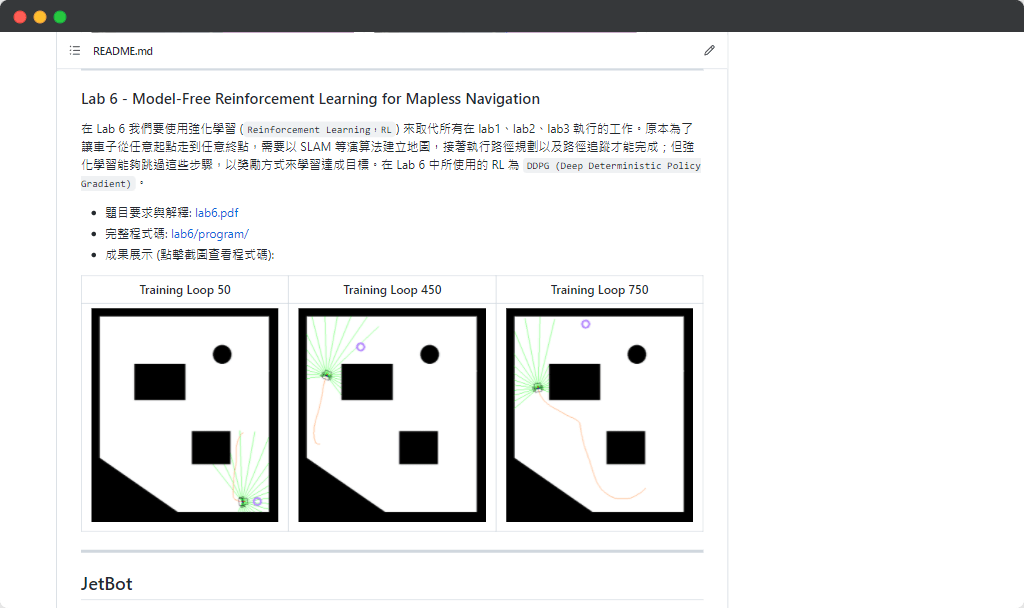 README.md
Lab 6 - Model-Free Reinforcement Learning for Mapless Navigation
在 Lab 6 我們要使用強化學習 (Reinforcement Learning，RL) 來取代所有在 lab1、lab2、lab3 執行的工作。原本為了
讓車子從任意起點走到任意終點，需要以 SLAM 等演算法建立地圖，接著執行路徑規劃以及路徑追蹤才能完成；但強
化學習能夠跳過這些步驟，以獎勵方式來學習達成目標。在 Lab 6 中所使用的 RL 為 DDPG (Deep Deterministic Policy
Gradient) 。
題目要求與解釋: lab6.pdf
完整程式碼: lab6/program/
成果展示 (點擊截圖查看程式碼):
Training Loop 50
Training Loop 450
Training Loop 750
JetBot